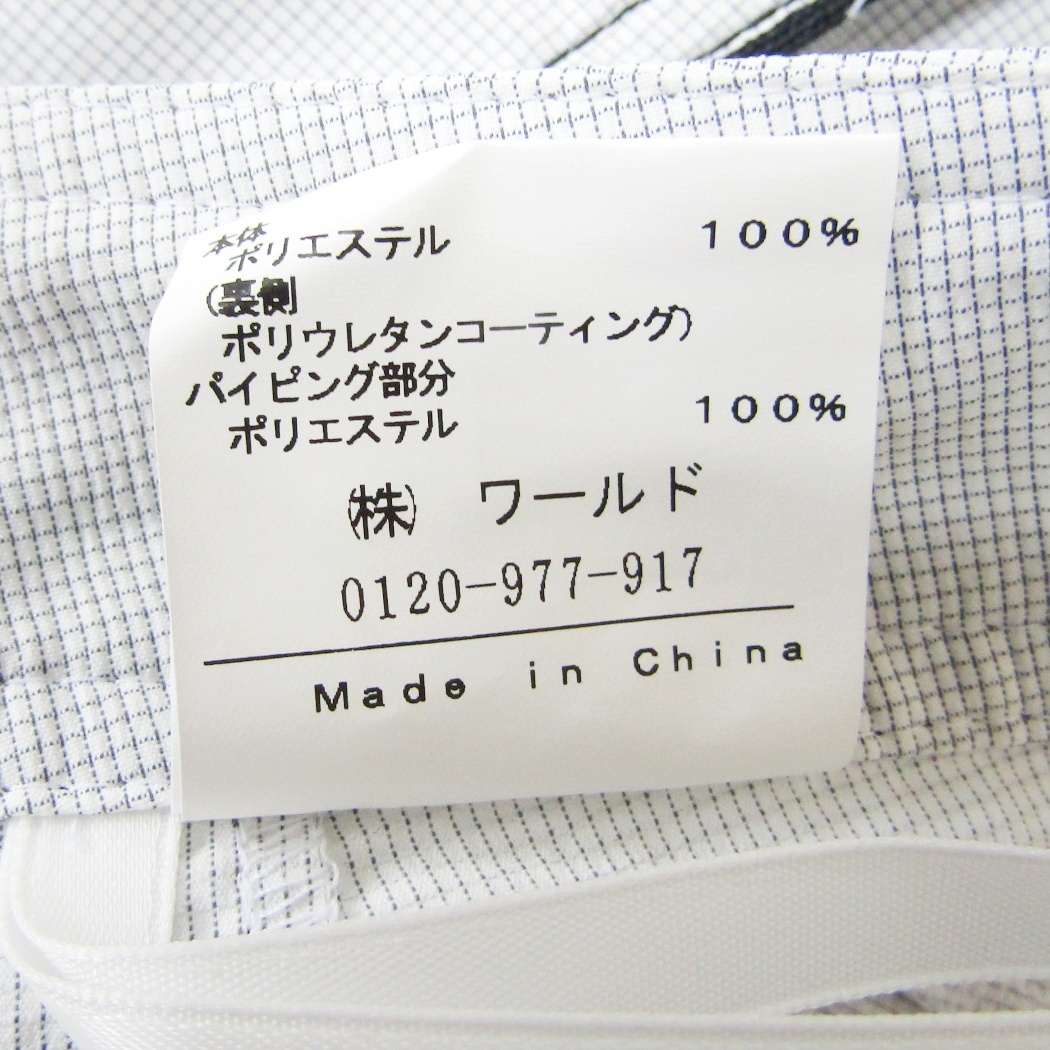 本体
ポリエステル 100%
(裏側
ポリウレタンコーティング)
パイピング部分
ポリエステル 100%
(株) ワールド
0120-977-917
Made in China